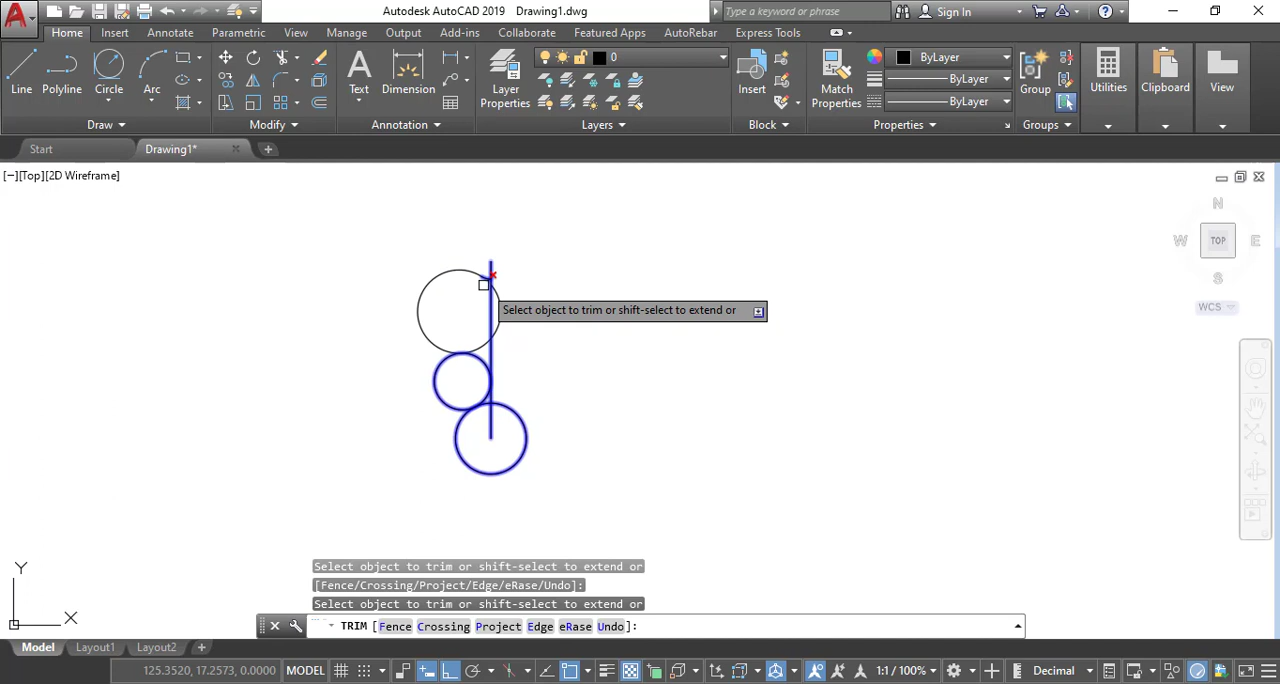 Autodesk AutoCAD 2019 Drawing1.dwg
Type a keyword or phrase
Sign In
Home Insert Annotate Parametric View Manage Output Add-ins Collaborate Featured Apps AutoRebar Express Tools
Line Polyline Circle Arc
Text Dimension
Layer Properties
0
Insert
Match Properties
ByLayer
ByLayer
ByLayer
Group
Utilities
Clipboard
View
Draw Modify Annotation Layers Block Properties Groups
Start Drawing1*
[−][Top][2D Wireframe]
N
W TOP E
S
WCS
Select object to trim or shift-select to extend or
Select object to trim or shift-select to extend or
[Fence/Crossing/Project/Edge/eRase/Undo]:
Select object to trim or shift-select to extend or
TRIM [Fence Crossing Project Edge eRase Undo]:
Y
X
Model Layout1 Layout2
125.3520, 17.2573, 0.0000 MODEL 1:1 / 100% Decimal